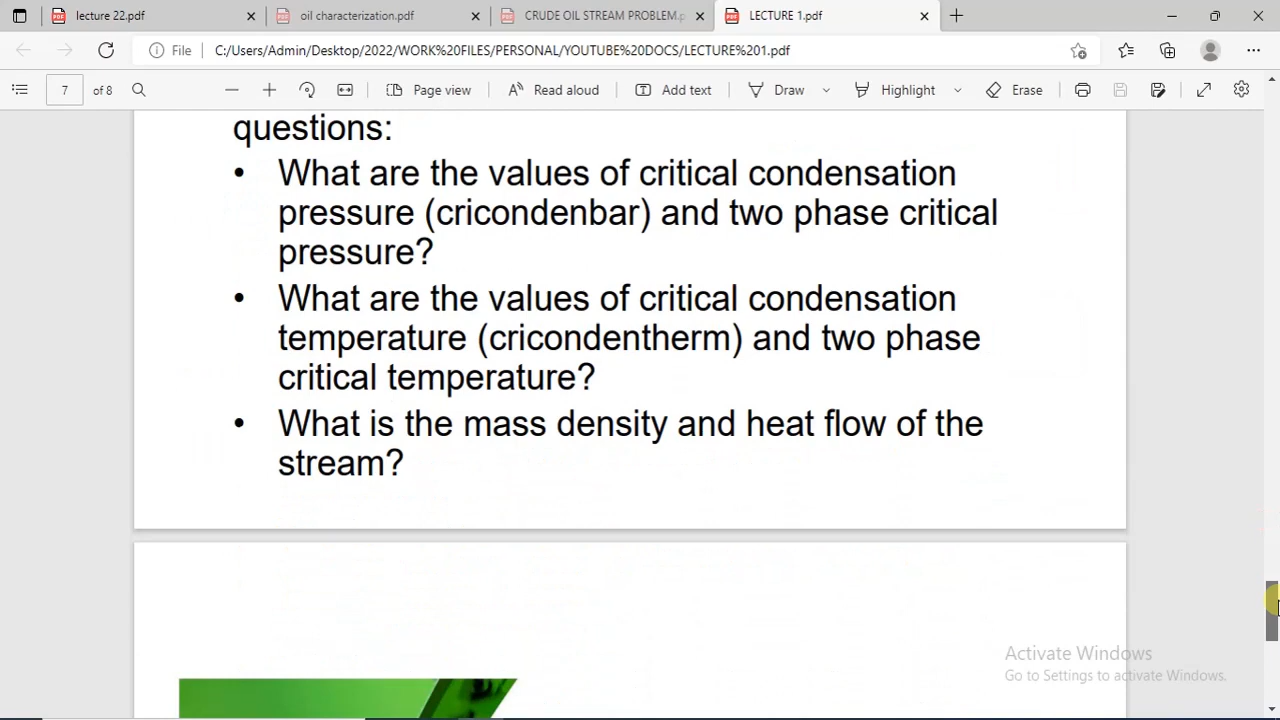 lecture 22.pdf
oil characterization.pdf
CRUDE OIL STREAM PROBLEM.p
LECTURE 1.pdf
File
C:/Users/Admin/Desktop/2022/WORK%20FILES/PERSONAL/YOUTUBE%20DOCS/LECTURE%201.pdf
7 of 8
Page view
Read aloud
Add text
Draw
Highlight
Erase
questions:
• What are the values of critical condensation
pressure (cricondenbar) and two phase critical
pressure?
• What are the values of critical condensation
temperature (cricondentherm) and two phase
critical temperature?
• What is the mass density and heat flow of the
stream?
Activate Windows
Go to Settings to activate Windows.